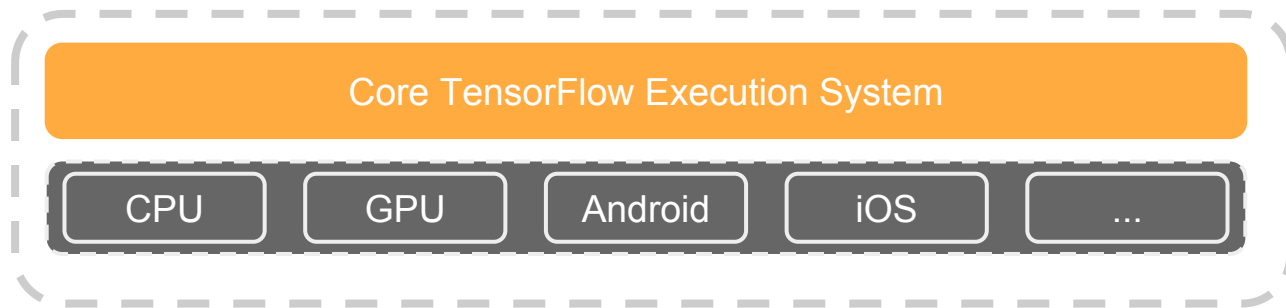 Core TensorFlow Execution System
CPU GPU Android iOS ...